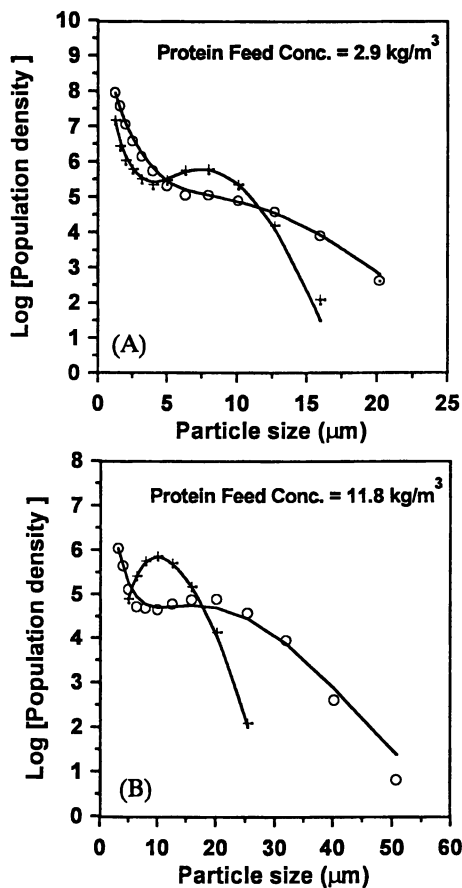 Protein Feed Conc. = 2.9 kg/m³
Log [Population density ]
10
9
8
7
6
5
4
3
2
1
0
(A)
0 5 10 15 20 25
Particle size (μm)
Protein Feed Conc. = 11.8 kg/m³
Log [Population density ]
8
7
6
5
4
3
2
1
0
(B)
0 10 20 30 40 50 60
Particle size (μm)